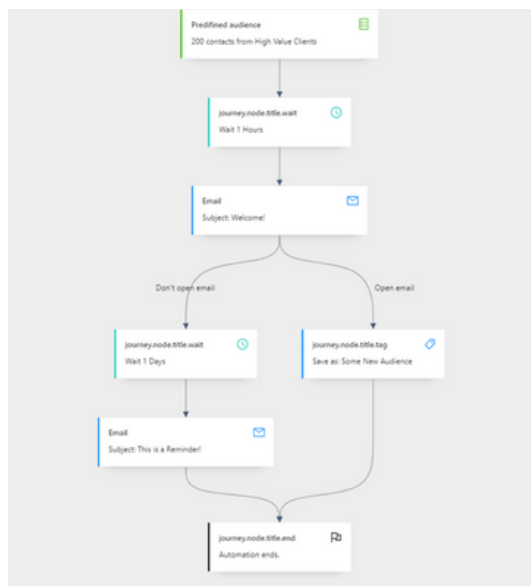 Predifined audience
200 contacts from High Value Clients
journey.node.title.wait
Wait 1 Hours
Email
Subject: Welcome!
Don't open email
Open email
journey.node.title.wait
Wait 1 Days
journey.node.title.tag
Save as: Some New Audience
Email
Subject: This is a Reminder!
journey.node.title.end
Automation ends.